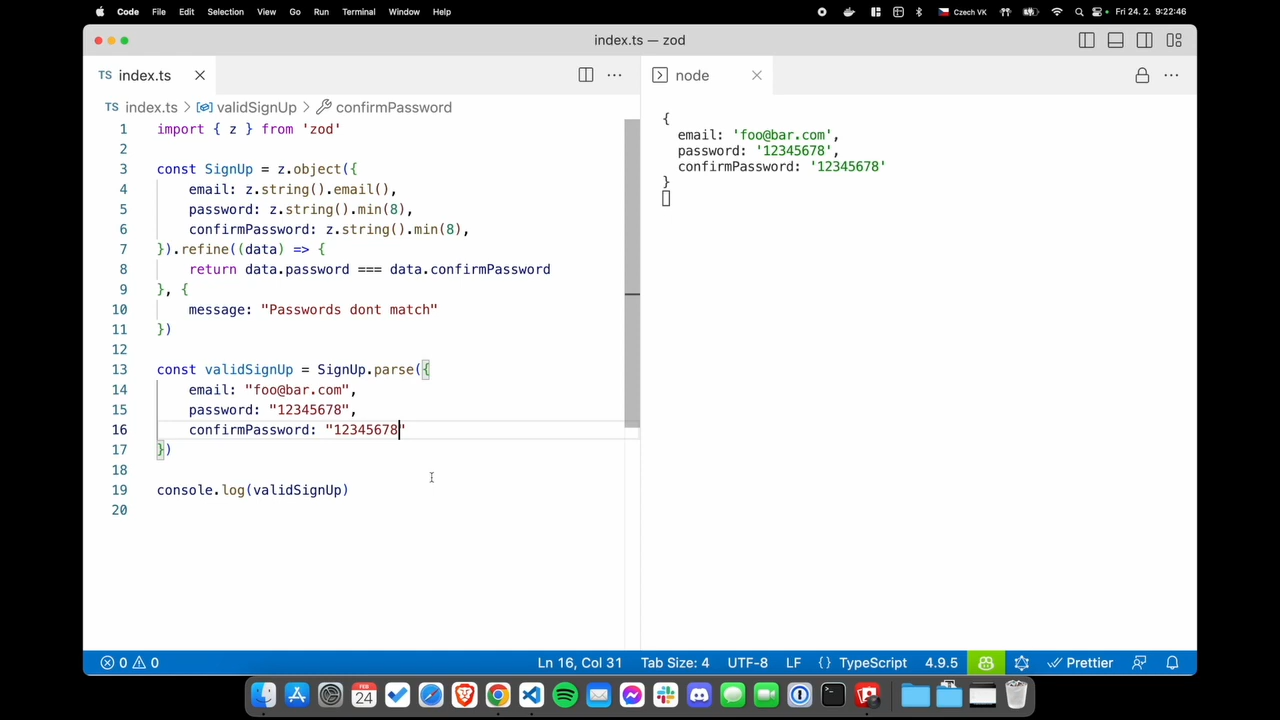 Code File Edit Selection View Go Run Terminal Window Help Czech VK Fri 24. 2. 9:22:46
index.ts — zod
TS index.ts
TS index.ts > validSignUp > confirmPassword
1 import { z } from 'zod'
2
3 const SignUp = z.object({
4 email: z.string().email(),
5 password: z.string().min(8),
6 confirmPassword: z.string().min(8),
7 }).refine((data) => {
8 return data.password === data.confirmPassword
9 }, {
10 message: "Passwords dont match"
11 })
12
13 const validSignUp = SignUp.parse({
14 email: "foo@bar.com",
15 password: "12345678",
16 confirmPassword: "12345678"
17 })
18
19 console.log(validSignUp)
20
node
{
email: 'foo@bar.com',
password: '12345678',
confirmPassword: '12345678'
}
0 0 Ln 16, Col 31 Tab Size: 4 UTF-8 LF {} TypeScript 4.9.5 Prettier
FEB
24